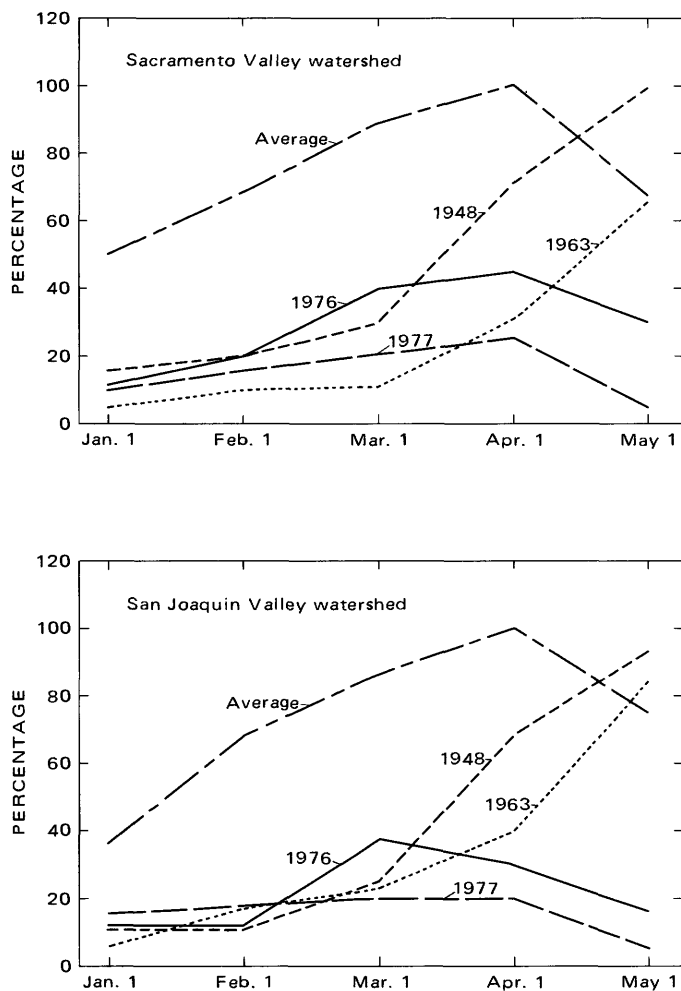 120
Sacramento Valley watershed
100
Average
80
1948
60
1963
40
1976
1977
20
0
PERCENTAGE
Jan. 1 Feb. 1 Mar. 1 Apr. 1 May 1
120
San Joaquin Valley watershed
100
80
Average
60
1948
1963
40
1976
1977
20
0
PERCENTAGE
Jan. 1 Feb. 1 Mar. 1 Apr. 1 May 1